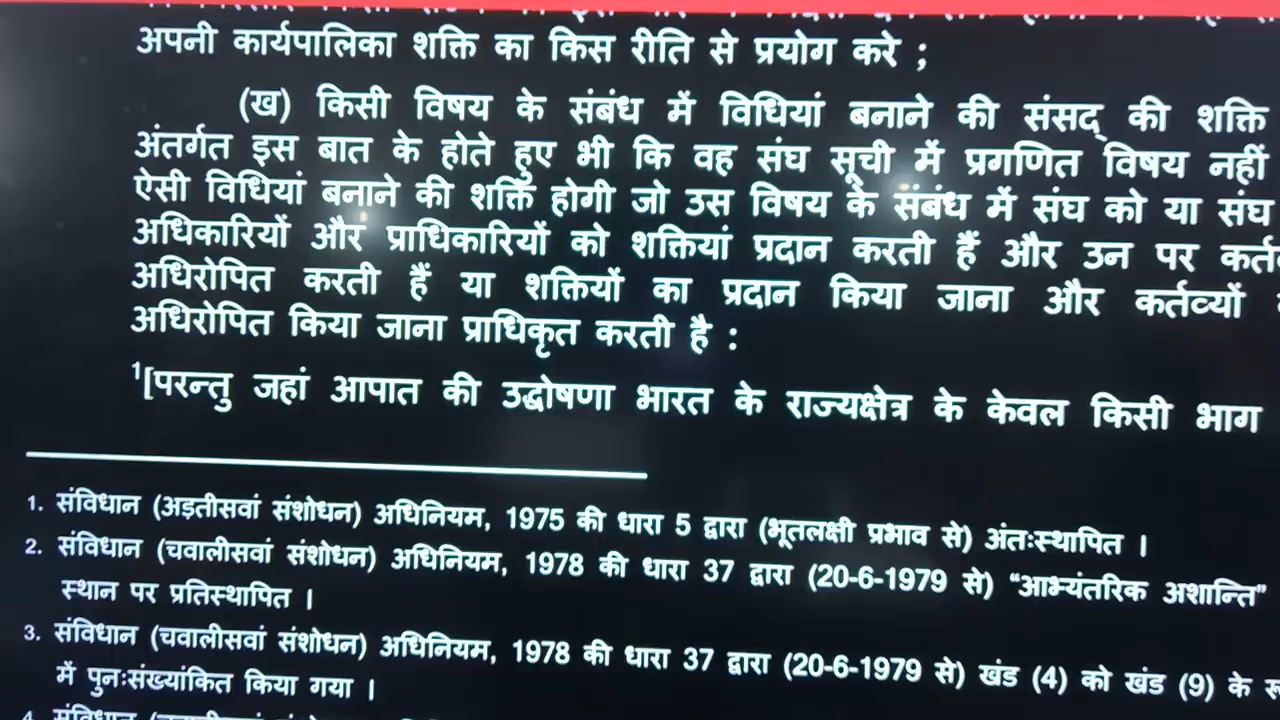 अपनी कार्यपालिका शक्ति का किस रीति से प्रयोग करे ;
(ख) किसी विषय के संबंध में विधियां बनाने की संसद् की शक्ति
अंतर्गत इस बात के होते हुए भी कि वह संघ सूची में प्रगणित विषय नहीं
ऐसी विधियां बनाने की शक्ति होगी जो उस विषय के संबंध में संघ को या संघ
अधिकारियों और प्राधिकारियों को शक्तियां प्रदान करती हैं और उन पर
अधिरोपित करती हैं या शक्तियों का प्रदान किया जाना और कर्तव्यों
अधिरोपित किया जाना प्राधिकृत करती है :
1[परन्तु जहां आपात की उद्घोषणा भारत के राज्यक्षेत्र के केवल किसी भाग
1. संविधान (अड़तीसवां संशोधन) अधिनियम, 1975 की धारा 5 द्वारा (भूतलक्षी प्रभाव से) अंतःस्थापित ।
2. संविधान (चवालीसवां संशोधन) अधिनियम, 1978 की धारा 37 द्वारा (20-6-1979 से) “आभ्यंतरिक अशान्ति”
स्थान पर प्रतिस्थापित ।
3. संविधान (चवालीसवां संशोधन) अधिनियम, 1978 की धारा 37 द्वारा (20-6-1979 से) खंड (4) को खंड (9) के
में पुनःसंख्यांकित किया गया ।
4. संविधान